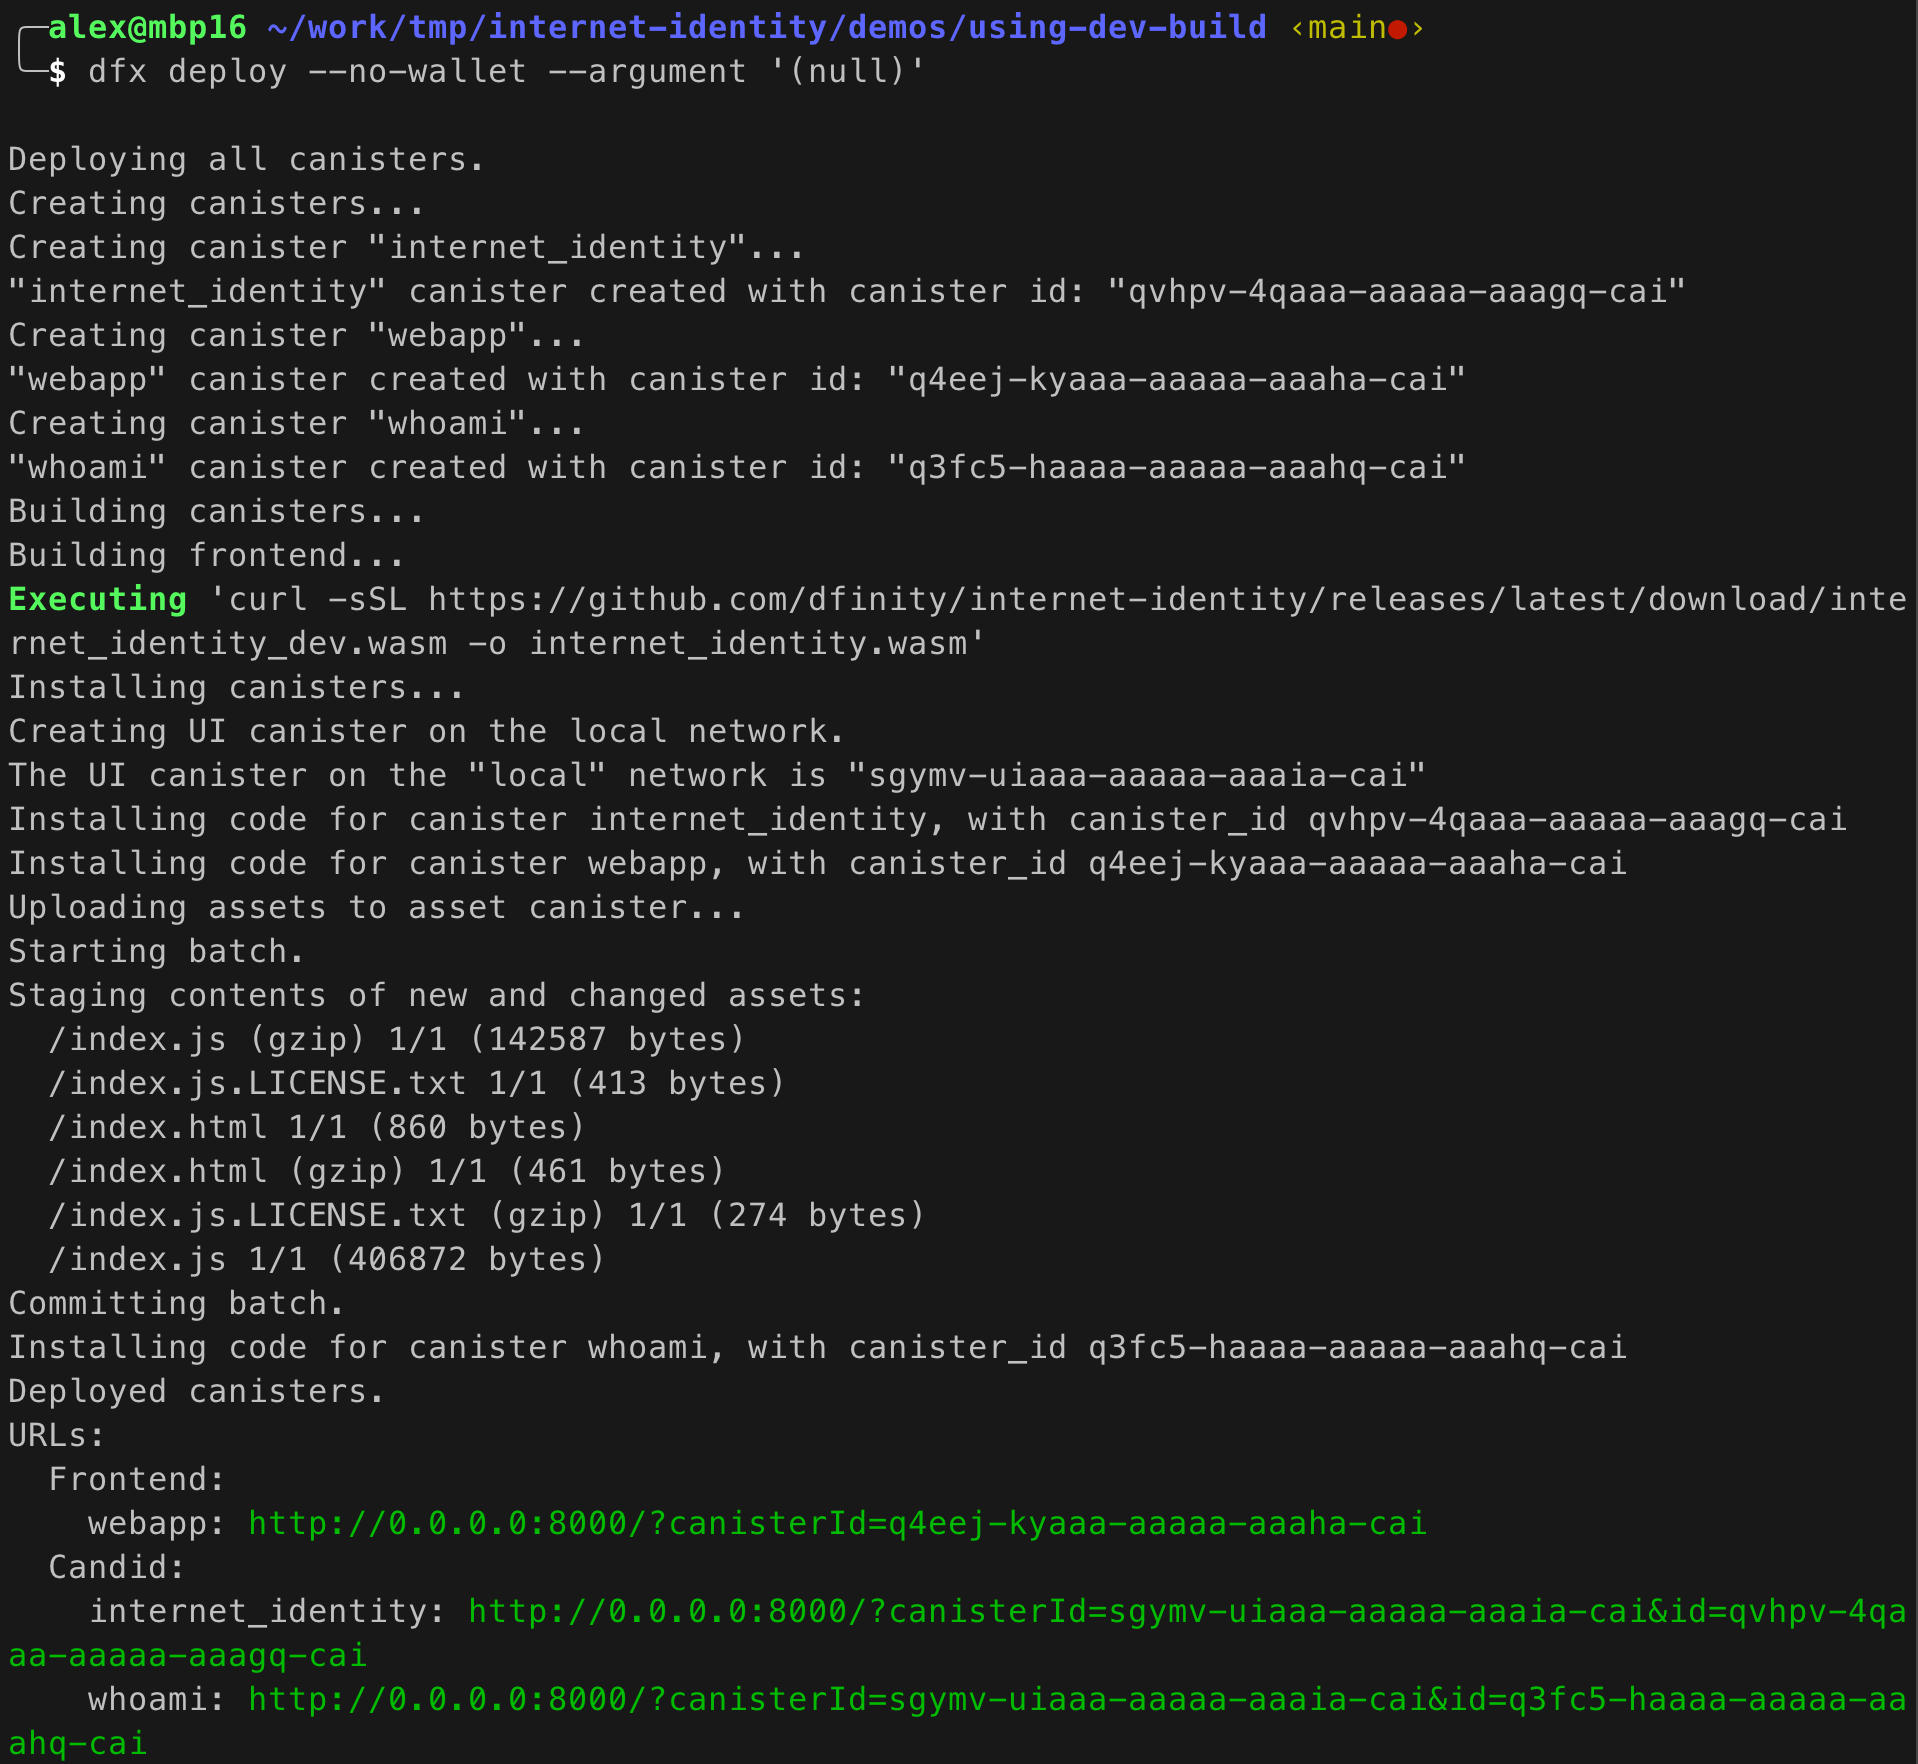 alex@mbp16 ~/work/tmp/internet-identity/demos/using-dev-build ‹main●›
$ dfx deploy --no-wallet --argument '(null)'
Deploying all canisters.
Creating canisters...
Creating canister "internet_identity"...
"internet_identity" canister created with canister id: "qvhpv-4qaaa-aaaaa-aaagq-cai"
Creating canister "webapp"...
"webapp" canister created with canister id: "q4eej-kyaaa-aaaaa-aaaha-cai"
Creating canister "whoami"...
"whoami" canister created with canister id: "q3fc5-haaaa-aaaaa-aaahq-cai"
Building canisters...
Building frontend...
Executing 'curl -sSL https://github.com/dfinity/internet-identity/releases/latest/download/inte
rnet_identity_dev.wasm -o internet_identity.wasm'
Installing canisters...
Creating UI canister on the local network.
The UI canister on the "local" network is "sgymv-uiaaa-aaaaa-aaaia-cai"
Installing code for canister internet_identity, with canister_id qvhpv-4qaaa-aaaaa-aaagq-cai
Installing code for canister webapp, with canister_id q4eej-kyaaa-aaaaa-aaaha-cai
Uploading assets to asset canister...
Starting batch.
Staging contents of new and changed assets:
  /index.js (gzip) 1/1 (142587 bytes)
  /index.js.LICENSE.txt 1/1 (413 bytes)
  /index.html 1/1 (860 bytes)
  /index.html (gzip) 1/1 (461 bytes)
  /index.js.LICENSE.txt (gzip) 1/1 (274 bytes)
  /index.js 1/1 (406872 bytes)
Committing batch.
Installing code for canister whoami, with canister_id q3fc5-haaaa-aaaaa-aaahq-cai
Deployed canisters.
URLs:
  Frontend:
    webapp: http://0.0.0.0:8000/?canisterId=q4eej-kyaaa-aaaaa-aaaha-cai
  Candid:
    internet_identity: http://0.0.0.0:8000/?canisterId=sgymv-uiaaa-aaaaa-aaaia-cai&id=qvhpv-4qa
aa-aaaaa-aaagq-cai
    whoami: http://0.0.0.0:8000/?canisterId=sgymv-uiaaa-aaaaa-aaaia-cai&id=q3fc5-haaaa-aaaaa-aa
ahq-cai